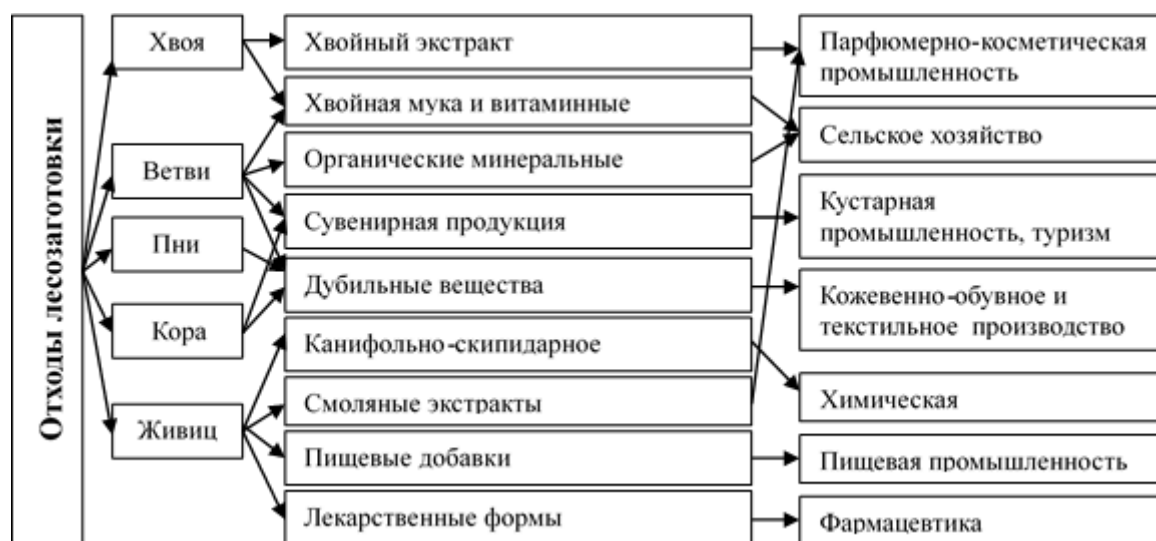 Отходы лесозаготовки
Хвоя
Ветви
Пни
Кора
Живиц
Хвойный экстракт
Хвойная мука и витаминные
Органические минеральные
Сувенирная продукция
Дубильные вещества
Канифольно-скипидарное
Смоляные экстракты
Пищевые добавки
Лекарственные формы
Парфюмерно-косметическая
промышленность
Сельское хозяйство
Кустарная
промышленность, туризм
Кожевенно-обувное и
текстильное производство
Химическая
Пищевая промышленность
Фармацевтика